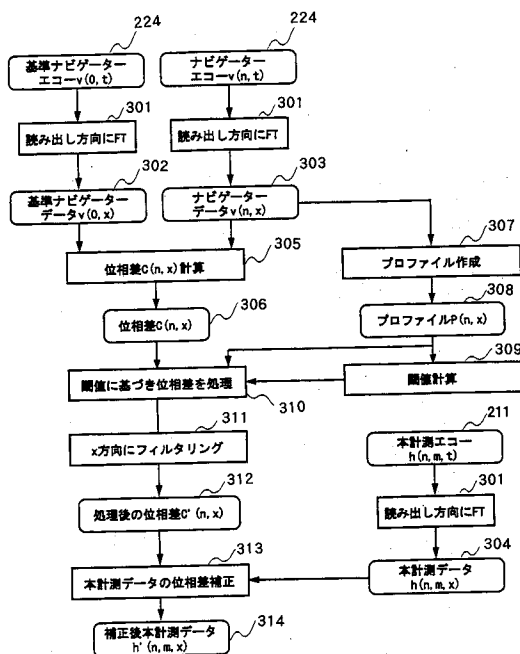 224
基準ナビゲーター
エコーv(0,t)
224
ナビゲーター
エコーv(n,t)
301
読み出し方向にFT
301
読み出し方向にFT
302
基準ナビゲーター
データv(0,x)
303
ナビゲーター
データv(n,x)
305
位相差C(n,x)計算
307
プロファイル作成
306
位相差C(n,x)
308
プロファイルP(n,x)
309
閾値計算
閾値に基づき位相差を処理
310
311
x方向にフィルタリング
211
本計測エコー
h(n,m,t)
312
処理後の位相差C'(n,x)
301
読み出し方向にFT
313
本計測データの位相差補正
304
本計測データ
h(n,m,x)
補正後本計測データ
h'(n,m,x)
314